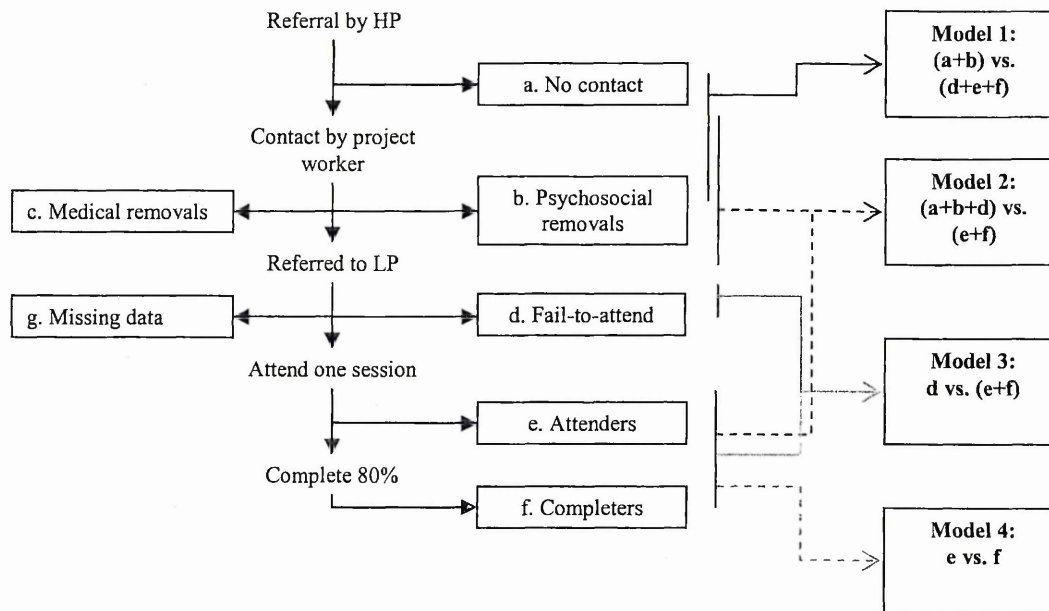 Referral by HP
a. No contact
Contact by project
worker
c. Medical removals
b. Psychosocial
removals
Referred to LP
g. Missing data
d. Fail-to-attend
Attend one session
e. Attenders
Complete 80%
f. Completers
Model 1:
(a+b) vs.
(d+e+f)
Model 2:
(a+b+d) vs.
(e+f)
Model 3:
d vs. (e+f)
Model 4:
e vs. f